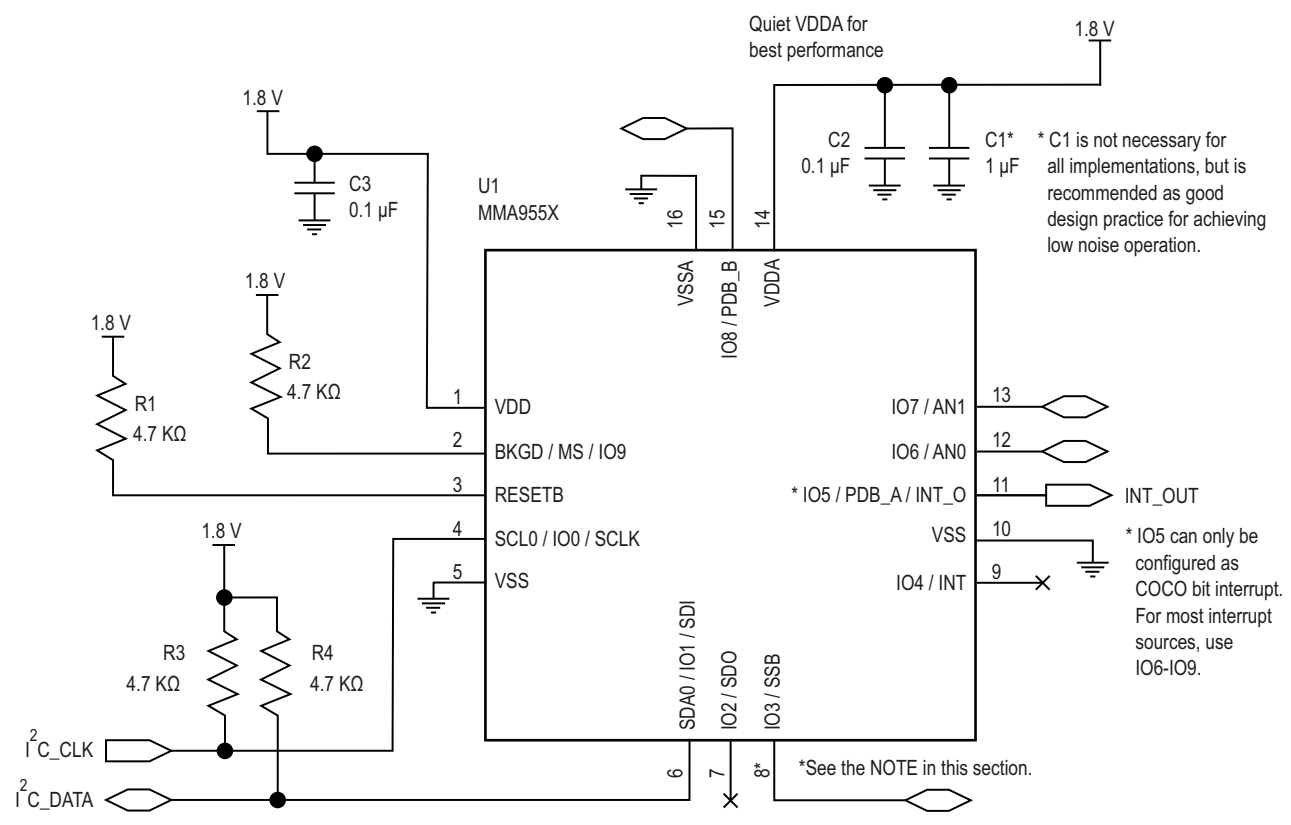 Quiet VDDA for
best performance
1.8 V
1.8 V
C3
0.1 µF
U1
MMA955X
C2
0.1 µF
C1*
1 µF
* C1 is not necessary for
all implementations, but is
recommended as good
design practice for achieving
low noise operation.
16
15
14
VSSA
IO8 / PDB_B
VDDA
1.8 V
R2
4.7 KΩ
1.8 V
R1
4.7 KΩ
1
VDD
2
BKGD / MS / IO9
3
RESETB
4
SCL0 / IO0 / SCLK
5
VSS
IO7 / AN1
13
IO6 / AN0
12
* IO5 / PDB_A / INT_O
11
INT_OUT
VSS
10
IO4 / INT
9
* IO5 can only be
configured as
COCO bit interrupt.
For most interrupt
sources, use
IO6-IO9.
1.8 V
R3
4.7 KΩ
R4
4.7 KΩ
SDA0 / IO1 / SDI
IO2 / SDO
IO3 / SSB
I2C_CLK
I2C_DATA
6
7
8*
*See the NOTE in this section.